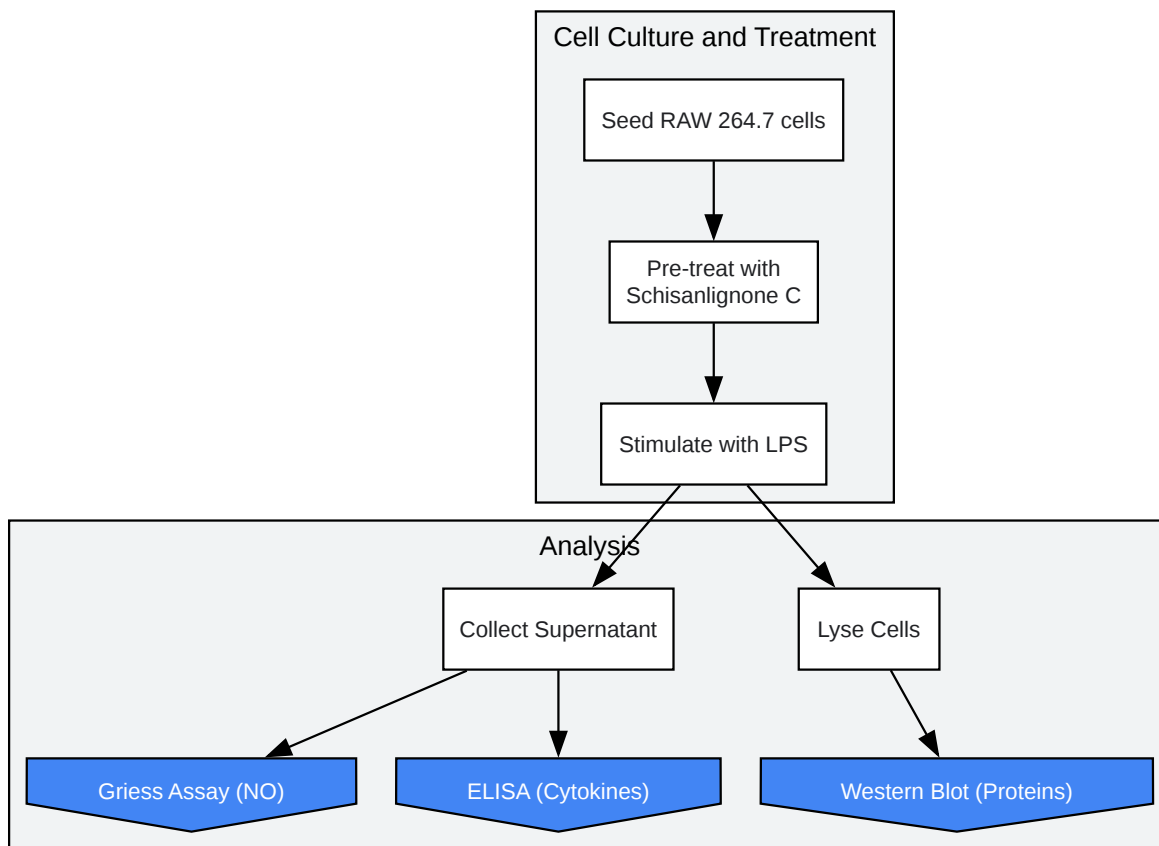 Cell Culture and Treatment
Seed RAW 264.7 cells
Pre-treat with
Schisanlignone C
Stimulate with LPS
Analysis
Collect Supernatant
Lyse Cells
Griess Assay (NO)
ELISA (Cytokines)
Western Blot (Proteins)